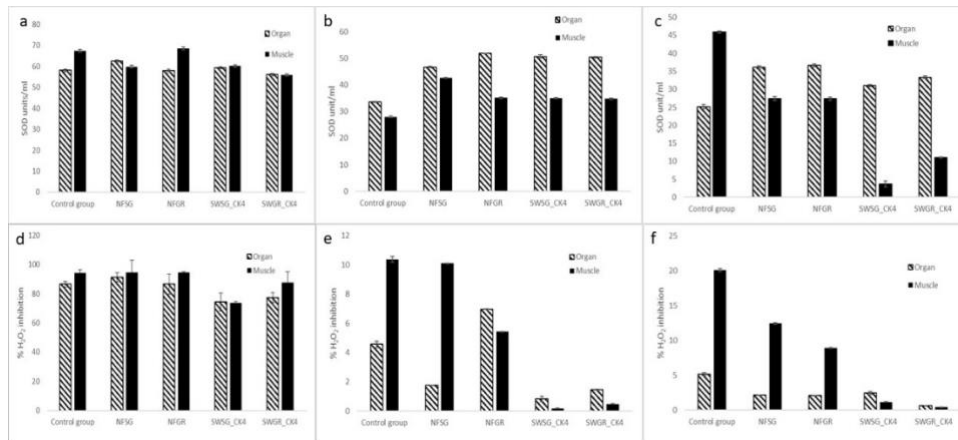 a
80
70
60
50
40
30
20
10
0
SOD units/ml
Organ
Muscle
Control group NFSG NFGR SWSG_CK4 SWGR_CK4
b
60
50
40
30
20
10
0
SOD unit/ml
Organ
Muscle
Control group NFSG NFGR SWSG_CK4 SWGR_CK4
c
50
45
40
35
30
25
20
15
10
5
0
SOD unit/ml
Organ
Muscle
Control group NFSG NFGR SWSG_CK4 SWGR_CK4
d
120
100
80
60
40
20
0
% H₂O₂ inhibition
Organ
Muscle
Control group NFSG NFGR SWSG_CK4 SWGR_CK4
e
12
10
8
6
4
2
0
% H₂O₂ inhibition
Organ
Muscle
Control group NFSG NFGR SWSG_CK4 SWGR_CK4
f
25
20
15
10
5
0
% H₂O₂ inhibition
Organ
Muscle
Control group NFSG NFGR SWSG_CK4 SWGR_CK4